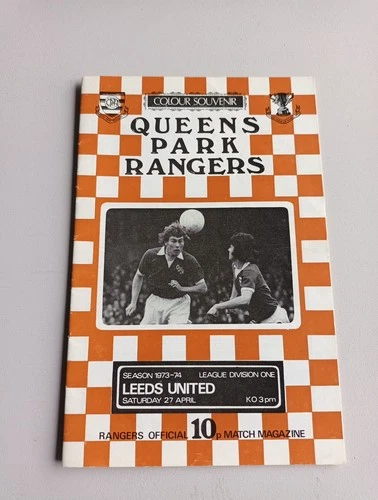 COLOUR SOUVENIR
QUEENS
PARK
RANGERS
SEASON 1973-74 LEAGUE DIVISION ONE
LEEDS UNITED
SATURDAY 27 APRIL KO 3pm
RANGERS OFFICIAL 10p MATCH MAGAZINE